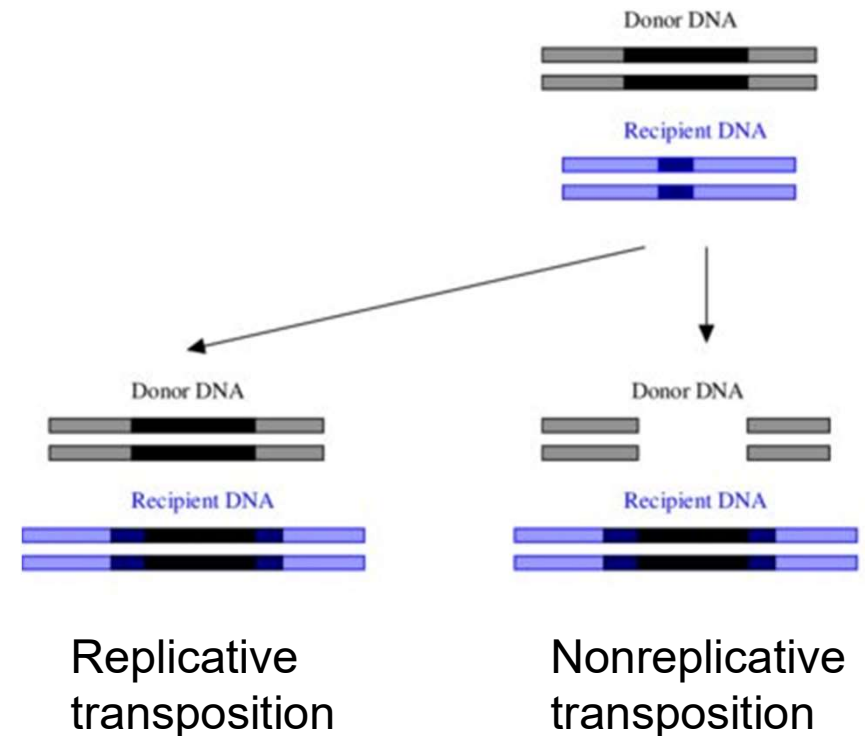 Donor DNA
Recipient DNA
Donor DNA
Recipient DNA
Donor DNA
Recipient DNA
Replicative
transposition
Nonreplicative
transposition